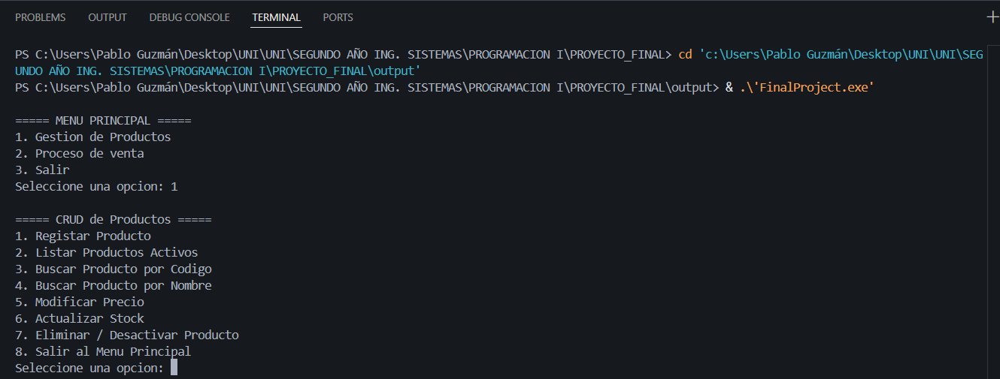 PROBLEMS OUTPUT DEBUG CONSOLE TERMINAL PORTS
PS C:\Users\Pablo Guzmán\Desktop\UNI\UNI\SEGUNDO AÑO ING. SISTEMAS\PROGRAMACION I\PROYECTO_FINAL> cd 'c:\Users\Pablo Guzmán\Desktop\UNI\UNI\SEG
UNDO AÑO ING. SISTEMAS\PROGRAMACION I\PROYECTO_FINAL\output'
PS C:\Users\Pablo Guzmán\Desktop\UNI\UNI\SEGUNDO AÑO ING. SISTEMAS\PROGRAMACION I\PROYECTO_FINAL\output> & .\'FinalProject.exe'
===== MENU PRINCIPAL =====
1. Gestion de Productos
2. Proceso de venta
3. Salir
Seleccione una opcion: 1
===== CRUD de Productos =====
1. Registar Producto
2. Listar Productos Activos
3. Buscar Producto por Codigo
4. Buscar Producto por Nombre
5. Modificar Precio
6. Actualizar Stock
7. Eliminar / Desactivar Producto
8. Salir al Menu Principal
Seleccione una opcion: